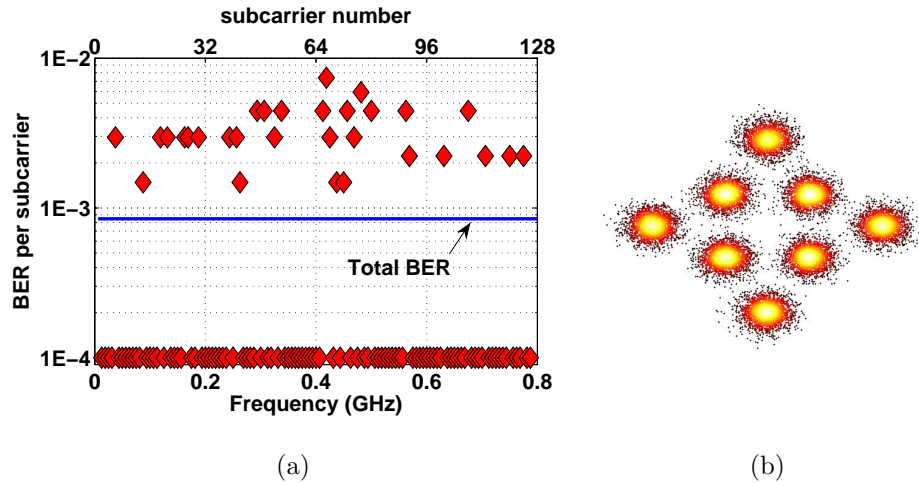 subcarrier number
0 32 64 96 128
1E−2
1E−3
1E−4
BER per subcarrier
Total BER
0 0.2 0.4 0.6 0.8
Frequency (GHz)
(a) (b)